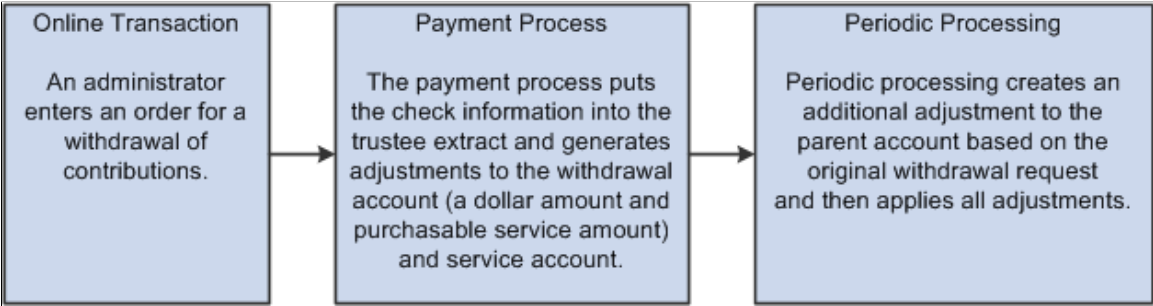 Online Transaction
An administrator
enters an order for a
withdrawal of
contributions.
Payment Process
The payment process puts
the check information into the
trustee extract and generates
adjustments to the withdrawal
account (a dollar amount and
purchasable service amount)
and service account.
Periodic Processing
Periodic processing creates an
additional adjustment to the
parent account based on the
original withdrawal request
and then applies all adjustments.